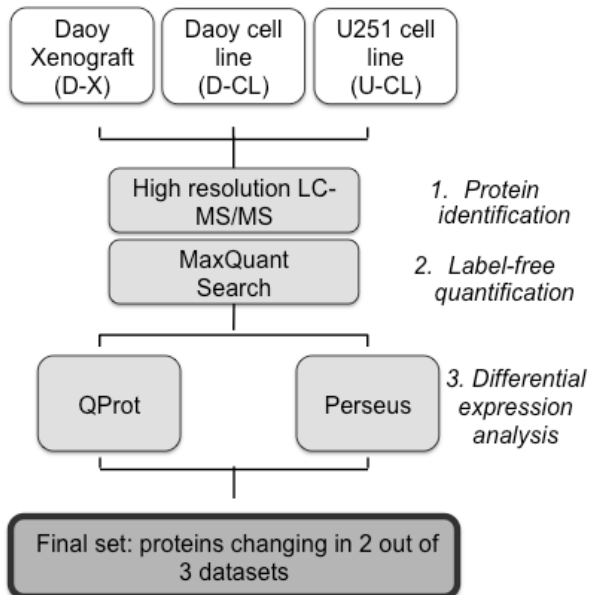 Daoy
Xenograft
(D-X)
Daoy cell
line
(D-CL)
U251 cell
line
(U-CL)
High resolution LC-
MS/MS
1. Protein
identification
MaxQuant
Search
2. Label-free
quantification
QProt
Perseus
3. Differential
expression
analysis
Final set: proteins changing in 2 out of
3 datasets